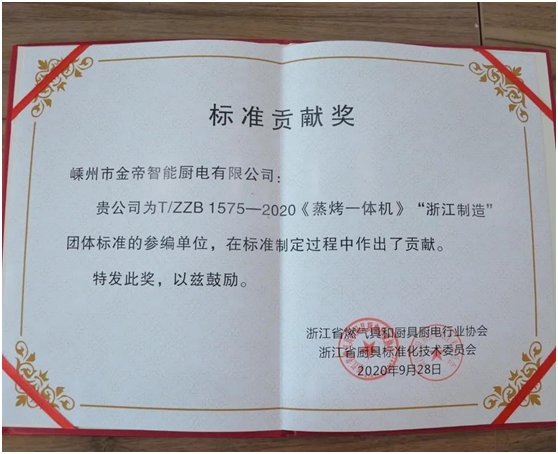 标准贡献奖
嵊州市金帝智能厨电有限公司：
贵公司为T/ZZB 1575—2020《蒸烤一体机》“浙江制造”
团体标准的参编单位，在标准制定过程中作出了贡献。
特发此奖，以兹鼓励。
浙江省燃气具和厨具厨电行业协会
浙江省厨具标准化技术委员会
2020年9月28日